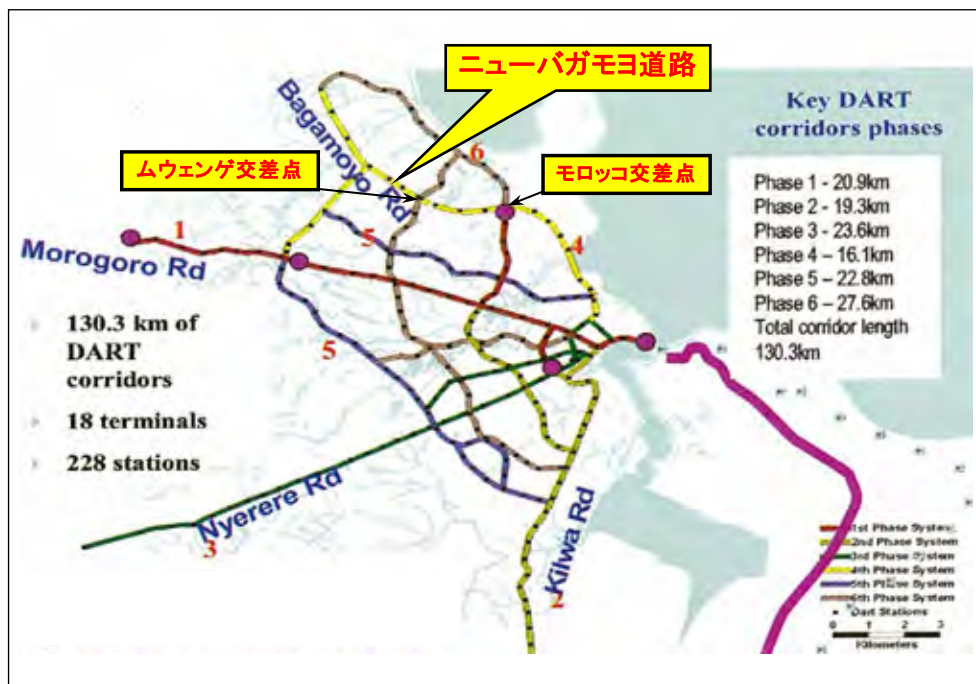 ニューバガモヨ道路
Bagamoyo Rd
ムウェンゲ交差点
6
モロッコ交差点
1
5
4
Morogoro Rd
130.3 km of
DART
corridors
18 terminals
228 stations
5
Nyerere Rd
3
Kilwa Rd
2
Key DART
corridors phases
Phase 1 - 20.9km
Phase 2 - 19.3km
Phase 3 - 23.6km
Phase 4 – 16.1km
Phase 5 - 22.8km
Phase 6 - 27.6km
Total corridor length
130.3km
1st Phase System
2nd Phase System
3rd Phase System
4th Phase System
5th Phase System
6th Phase System
Dart Stations
0 1 2 3
Kilometers